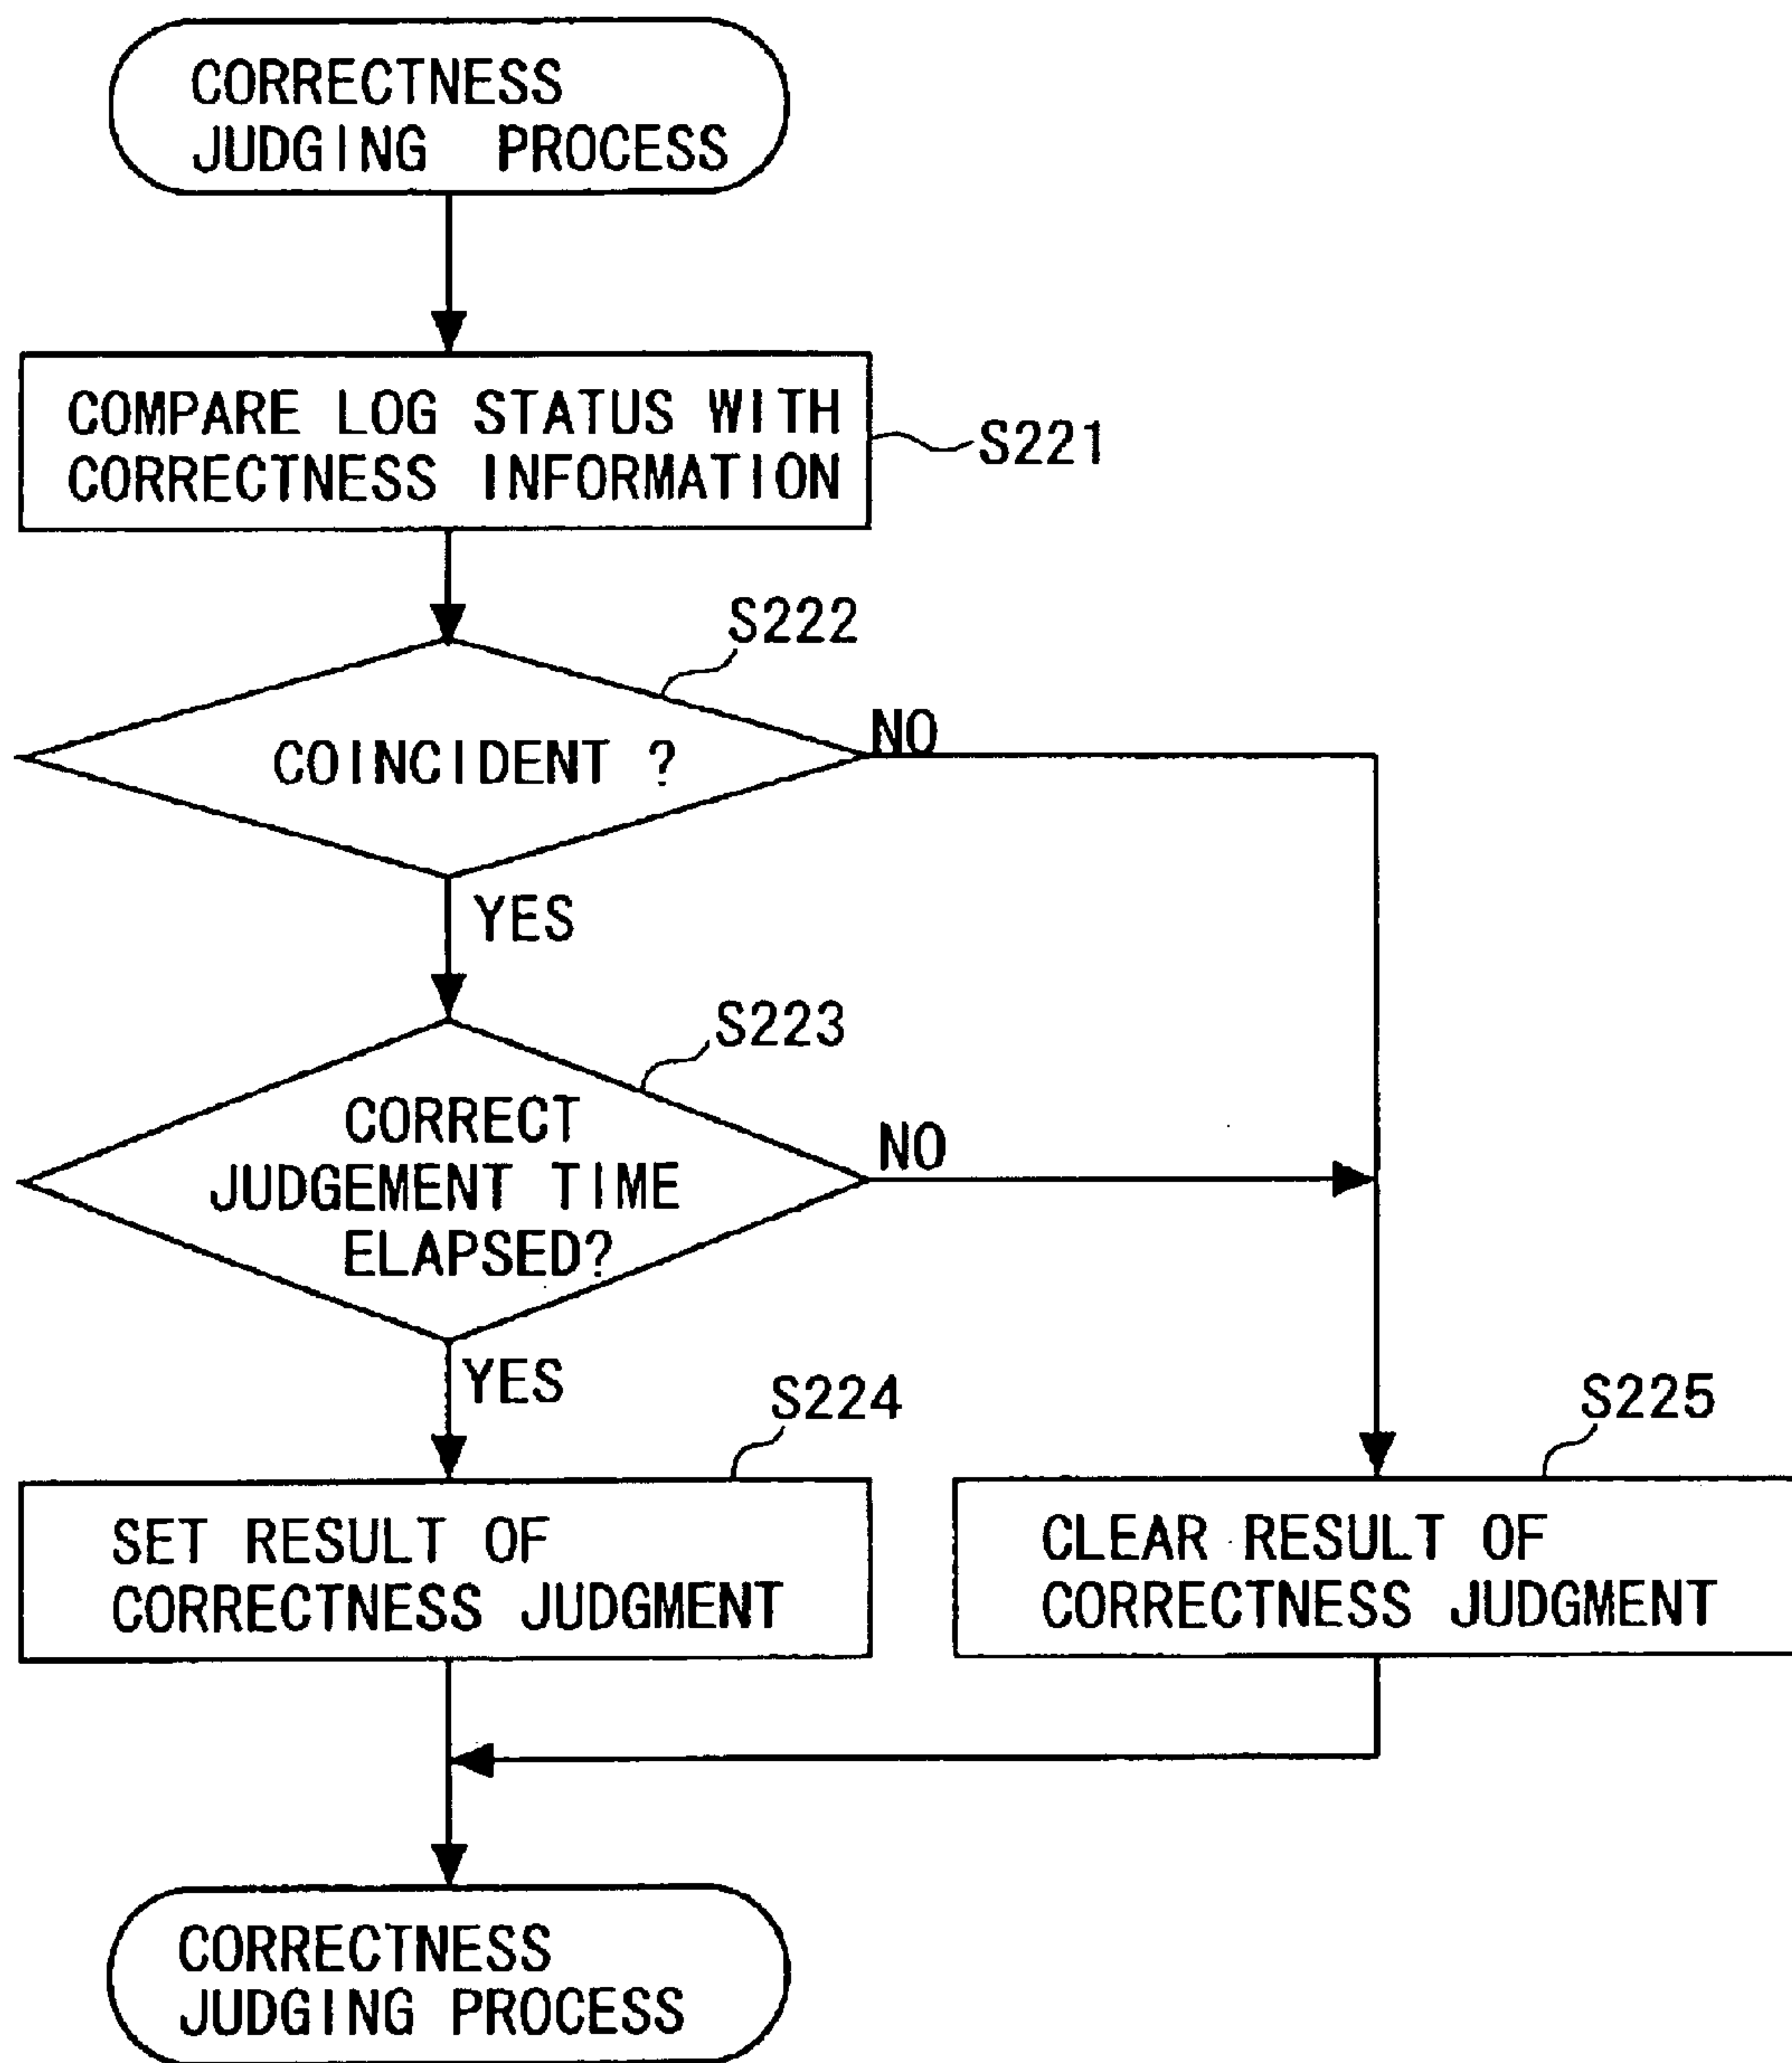 CORRECTNESS
JUDGING PROCESS
COMPARE LOG STATUS WITH
CORRECTNESS INFORMATION
S221
S222
COINCIDENT ?
NO
YES
S223
CORRECT
JUDGEMENT TIME
ELAPSED?
NO
YES
S224
SET RESULT OF
CORRECTNESS JUDGMENT
S225
CLEAR RESULT OF
CORRECTNESS JUDGMENT
CORRECTNESS
JUDGING PROCESS